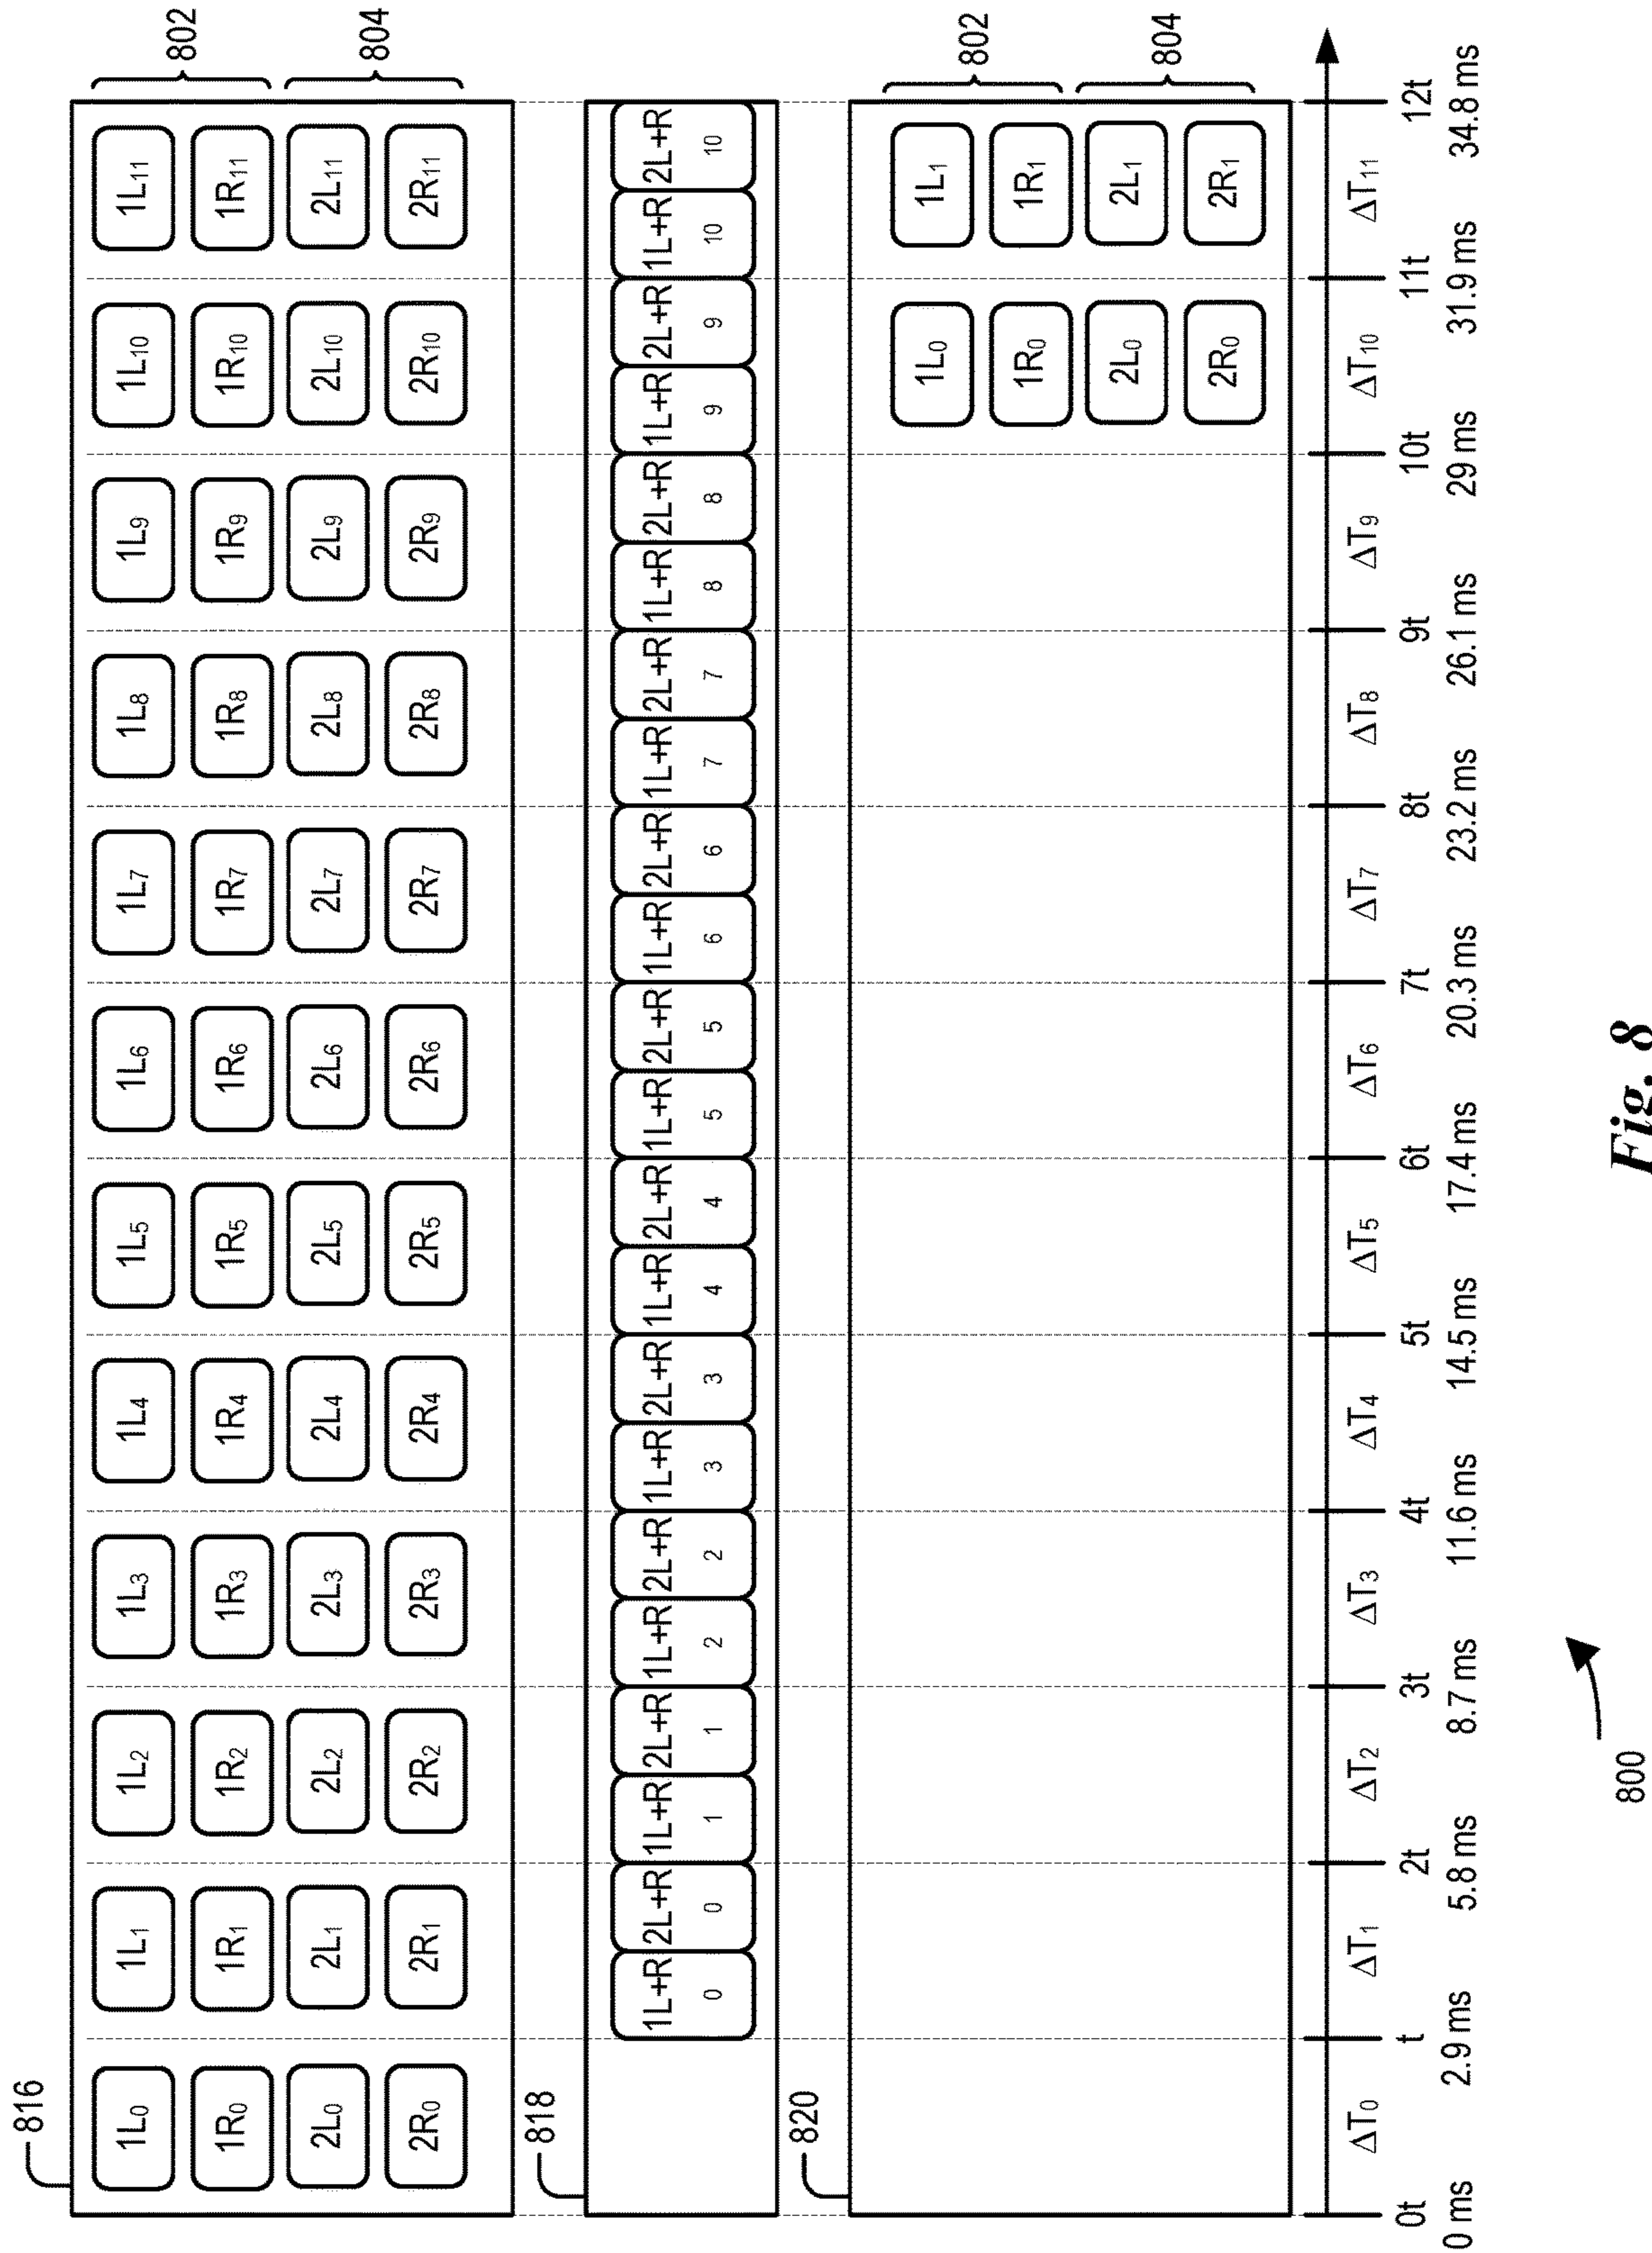 816
1L0 1L1 1L2 1L3 1L4 1L5 1L6 1L7 1L8 1L9 1L10 1L11
802
1R0 1R1 1R2 1R3 1R4 1R5 1R6 1R7 1R8 1R9 1R10 1R11
2L0 2L1 2L2 2L3 2L4 2L5 2L6 2L7 2L8 2L9 2L10 2L11
804
2R0 2R1 2R2 2R3 2R4 2R5 2R6 2R7 2R8 2R9 2R10 2R11
818
1L+R 2L+R 1L+R 2L+R 1L+R 2L+R 1L+R 2L+R 1L+R 2L+R 1L+R 2L+R 1L+R 2L+R 1L+R 2L+R 1L+R 2L+R 1L+R 2L+R 1L+R 2L+R
0 0 1 1 2 2 3 3 4 4 5 5 6 6 7 7 8 8 9 9 10 10
820
1L0 1L1
802
1R0 1R1
2L0 2L1
804
2R0 2R1
ΔT0 ΔT1 ΔT2 ΔT3 ΔT4 ΔT5 ΔT6 ΔT7 ΔT8 ΔT9 ΔT10 ΔT11
0t t 2t 3t 4t 5t 6t 7t 8t 9t 10t 11t 12t
0 ms 2.9 ms 5.8 ms 8.7 ms 11.6 ms 14.5 ms 17.4 ms 20.3 ms 23.2 ms 26.1 ms 29 ms 31.9 ms 34.8 ms
800
Fig. 8